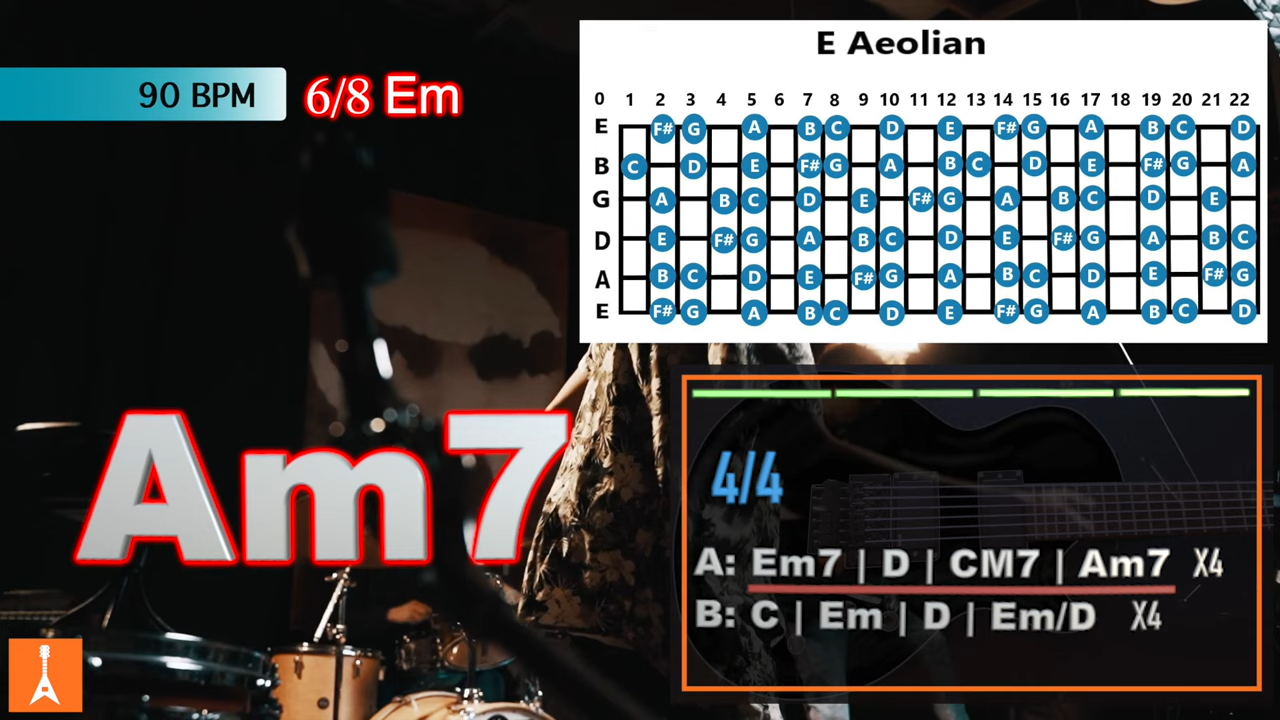 E Aeolian
90 BPM 6/8 Em
0 1 2 3 4 5 6 7 8 9 10 11 12 13 14 15 16 17 18 19 20 21 22
E F# G A B C D E F# G A B C D
B C D E F# G A B C D E F# G A
G A B C D E F# G A B C D E
D E F# G A B C D E F# G A B C
A B C D E F# G A B C D E F# G
E F# G A B C D E F# G A B C D
Am7
4/4
A: Em7 | D | CM7 | Am7 X4
B: C | Em | D | Em/D X4